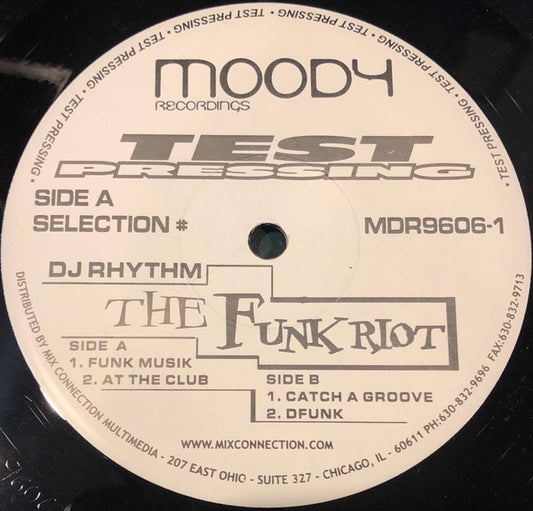 • TEST PRESSING • TEST PRESSING • TEST PRESSING • TEST PRESSING •
MOODY
RECORDINGS
TEST
PRESSING
SIDE A
SELECTION # MDR9606-1
DJ RHYTHM
THE FUNK RIOT
SIDE A
1. FUNK MUSIK
2. AT THE CLUB
SIDE B
1. CATCH A GROOVE
2. DFUNK
WWW.MIXCONNECTION.COM
DISTRIBUTED BY MIX CONNECTION MULTIMEDIA - 207 EAST OHIO - SUITE 327 - CHICAGO, IL - 60611 PH:630-832-9696 FAX:630-832-9713